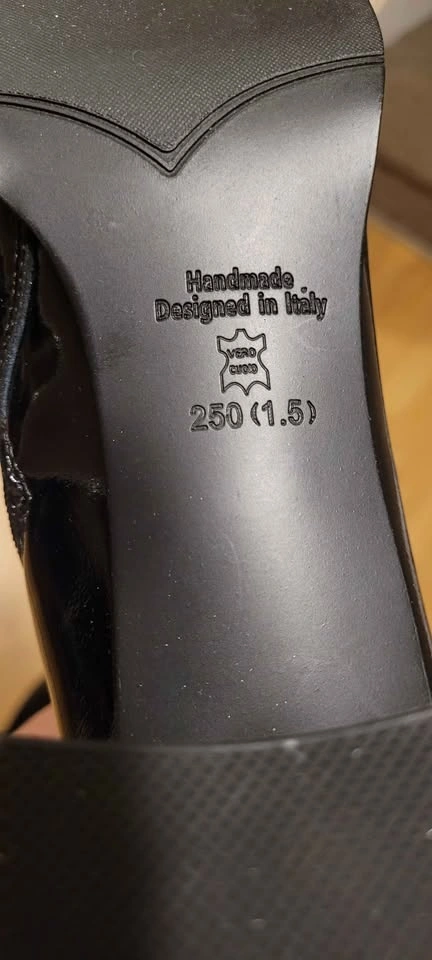 Handmade
Designed in Italy
VERO
CUOIO
250 (1.5)